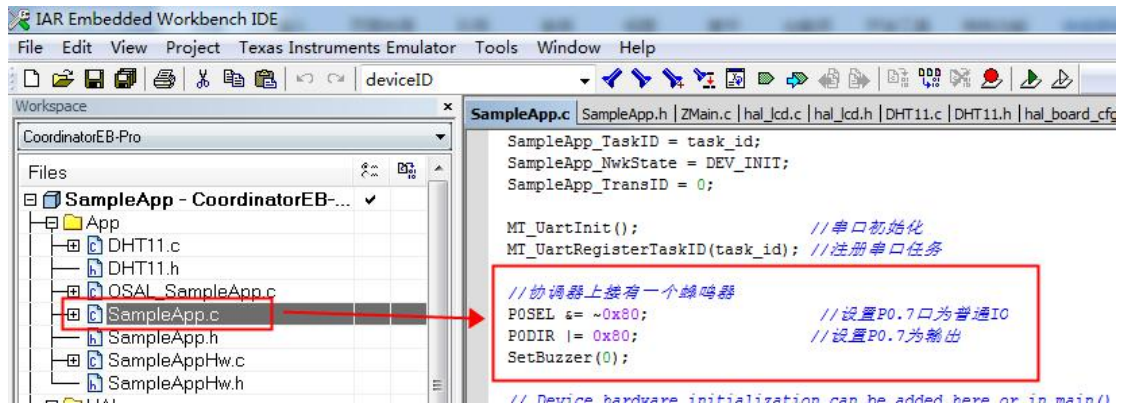 IAR Embedded Workbench IDE
File Edit View Project Texas Instruments Emulator Tools Window Help
deviceID
Workspace
CoordinatorEB-Pro
Files
SampleApp - CoordinatorEB-...
App
DHT11.c
DHT11.h
OSAL_SampleApp.c
SampleApp.c
SampleApp.h
SampleAppHw.c
SampleAppHw.h
SampleApp.c SampleApp.h | ZMain.c | hal_lcd.c | hal_lcd.h | DHT11.c | DHT11.h | hal_board_cfg
SampleApp_TaskID = task_id;
SampleApp_NwkState = DEV_INIT;
SampleApp_TransID = 0;
MT_UartInit(); //串口初始化
MT_UartRegisterTaskID(task_id); //注册串口任务
//协调器上接有一个蜂鸣器
P0SEL &= ~0x80; //设置P0.7口为普通IO
P0DIR |= 0x80; //设置P0.7为输出
SetBuzzer(0);
// Device hardware initialization can be added here or in main()